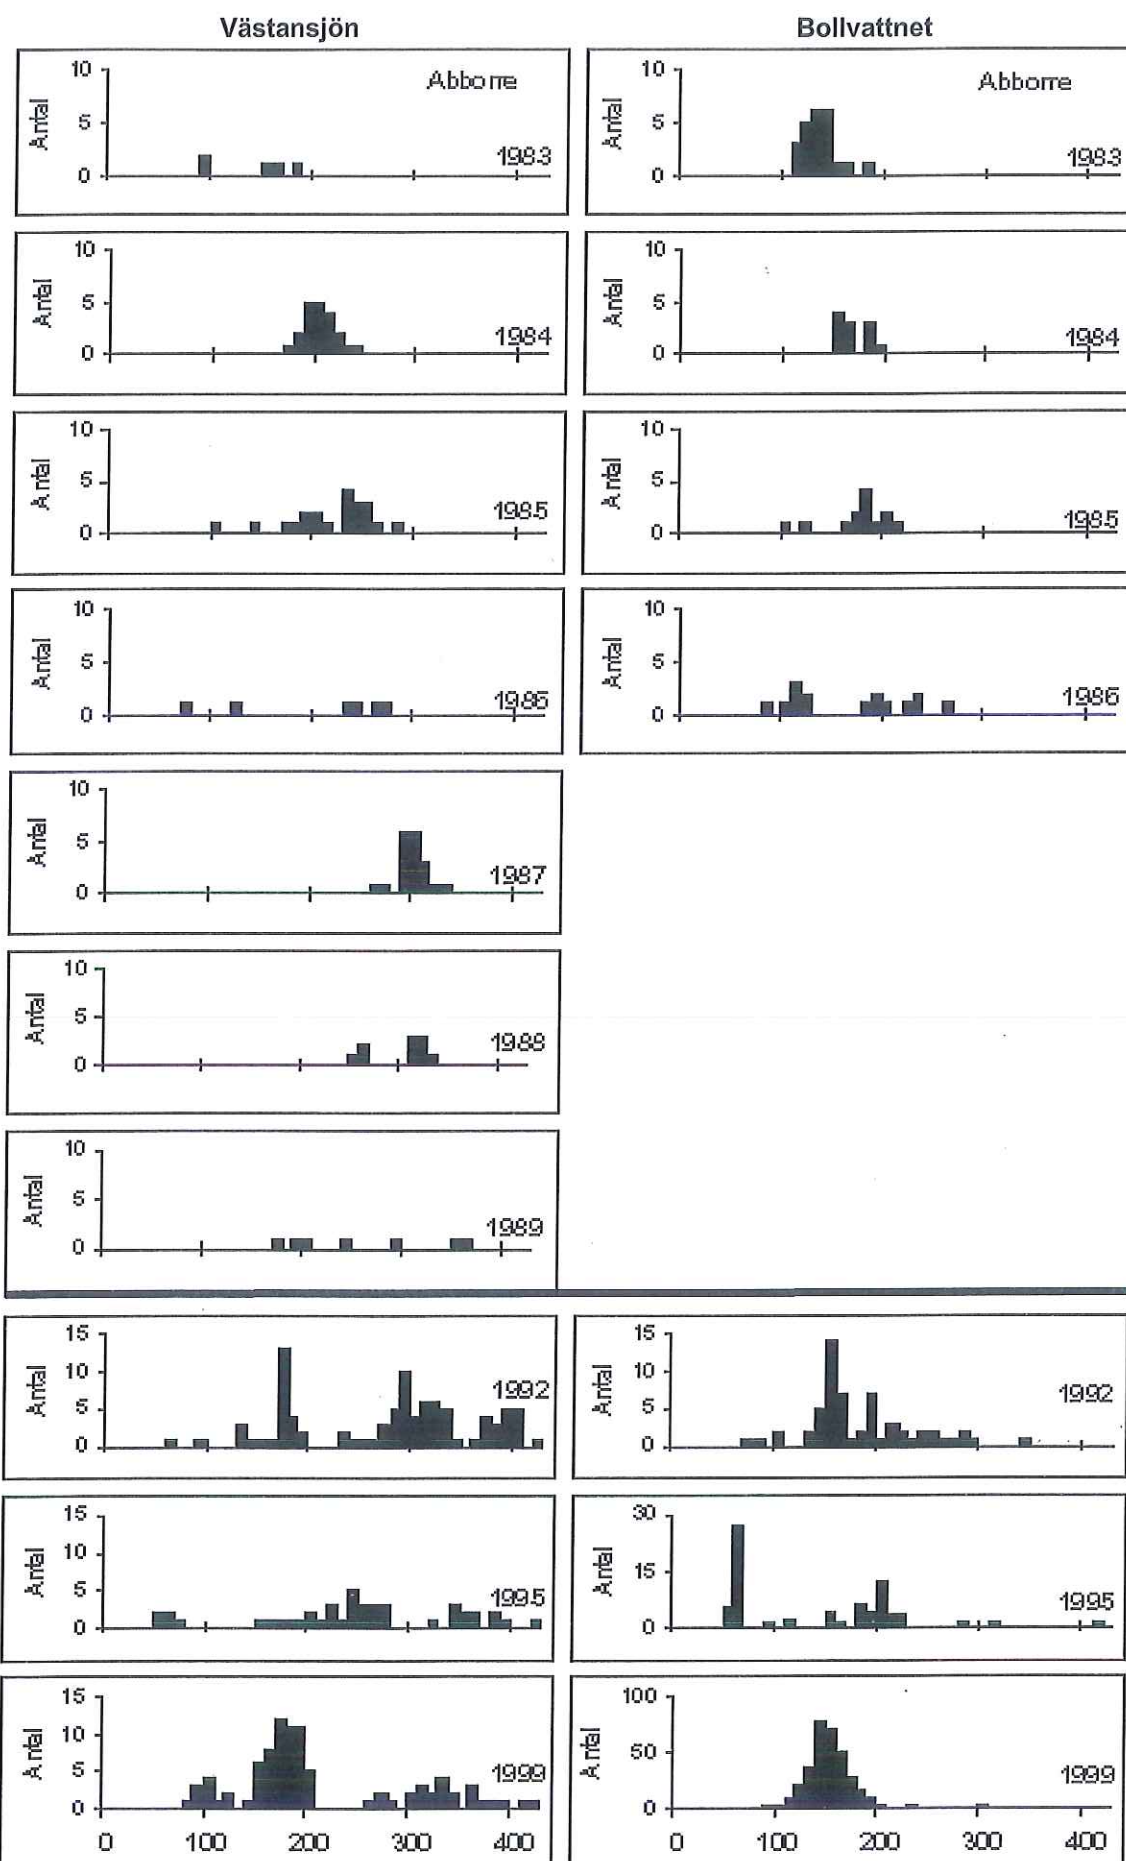 Västansjön Bollvattnet
10 Abborre 10 Abborre
Antal 5 Antal 5
1983 1983
0 0
10 10
Antal 5 Antal 5
1984 1984
0 0
10 10
Antal 5 Antal 5
1985 1985
0 0
10 10
Antal 5 Antal 5
1986 1986
0 0
10
Antal 5
1987
0
10
Antal 5
1988
0
10
Antal 5
1989
0
15 15
Antal 10 Antal 10
1992 1992
5 5
0 0
15 30
Antal 10 Antal 15
5 1995 1995
0 0
15 100
Antal 10 Antal 50
5 1999 1999
0 0
0 100 200 300 400 0 100 200 300 400